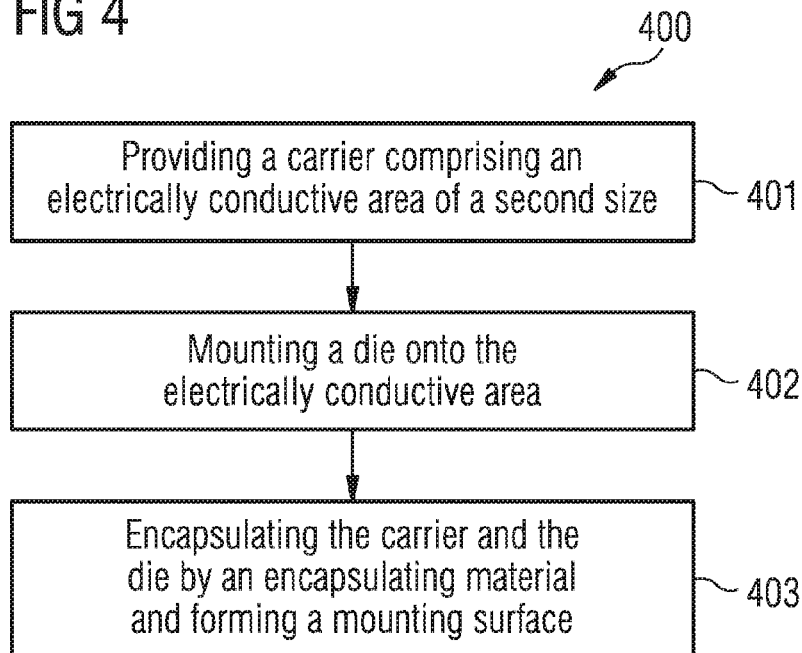 FIG 4
400
Providing a carrier comprising an
electrically conductive area of a second size
401
Mounting a die onto the
electrically conductive area
402
Encapsulating the carrier and the
die by an encapsulating material
and forming a mounting surface
403